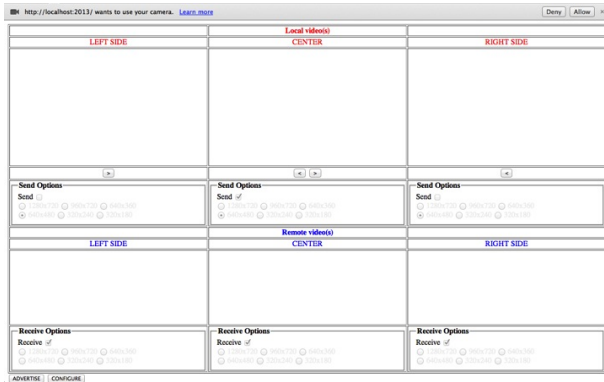 http://localhost:2013/ wants to use your camera. Learn more Deny Allow ×
Local video(s)
LEFT SIDE CENTER RIGHT SIDE
> < > <
Send Options Send Options Send Options
Send Send Send
1280x720 960x720 640x360 1280x720 960x720 640x360 1280x720 960x720 640x360
640x480 320x240 320x180 640x480 320x240 320x180 640x480 320x240 320x180
Remote video(s)
LEFT SIDE CENTER RIGHT SIDE
Receive Options Receive Options Receive Options
Receive Receive Receive
1280x720 960x720 640x360 1280x720 960x720 640x360 1280x720 960x720 640x360
640x480 320x240 320x180 640x480 320x240 320x180 640x480 320x240 320x180
ADVERTISE CONFIGURE